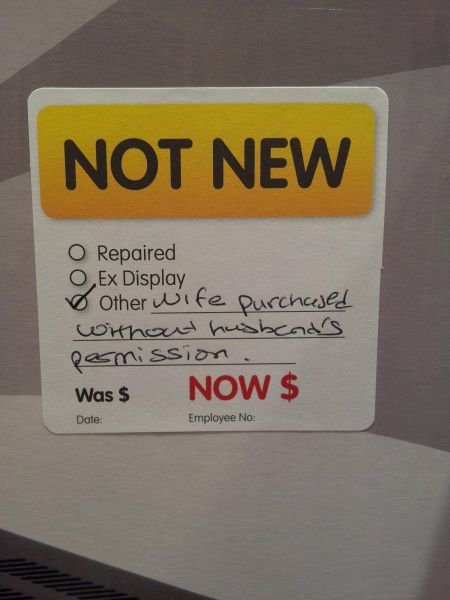 NOT NEW
Repaired
Ex Display
Other Wife purchased
without husband's
permission.
Was $ NOW $
Date: Employee No: